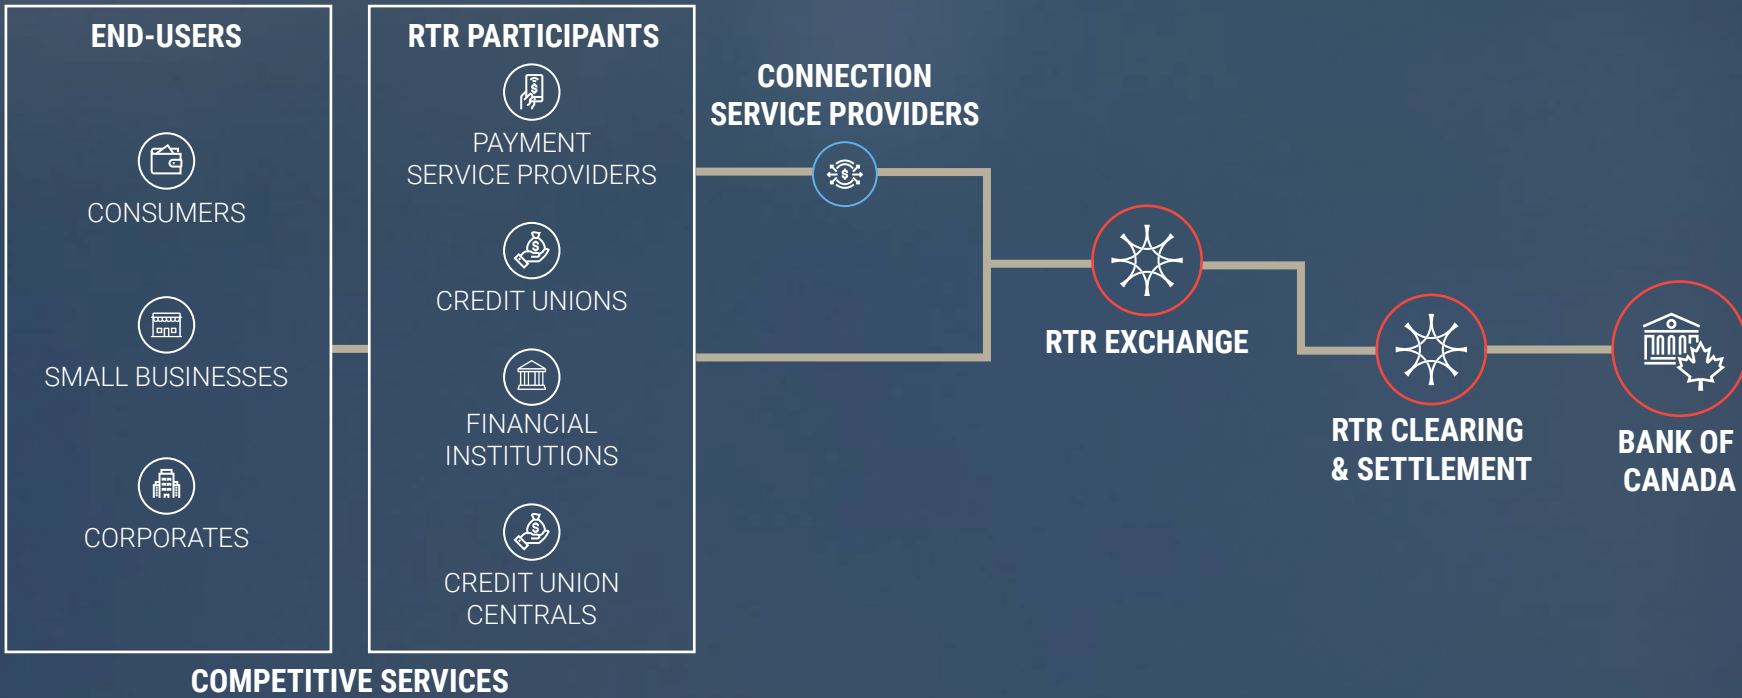 END-USERS
CONSUMERS
SMALL BUSINESSES
CORPORATES
RTR PARTICIPANTS
PAYMENT
SERVICE PROVIDERS
CREDIT UNIONS
FINANCIAL
INSTITUTIONS
CREDIT UNION
CENTRALS
COMPETITIVE SERVICES
CONNECTION
SERVICE PROVIDERS
RTR EXCHANGE
RTR CLEARING
& SETTLEMENT
BANK OF
CANADA